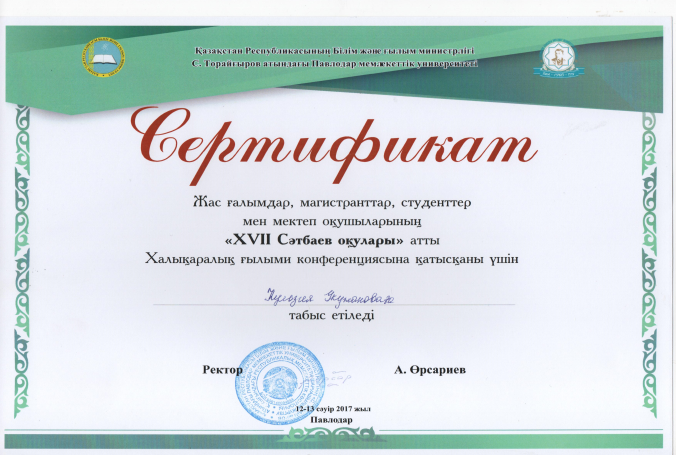 Қазақстан Республикасының Білім және ғылым министрлігі
С. Торайғыров атындағы Павлодар мемлекеттік университеті
Сертификат
Жас ғалымдар, магистранттар, студенттер
мен мектеп оқушыларының
«XVII Сәтбаев оқулары» атты
Халықаралық ғылыми конференциясына қатысқаны үшін
табыс етіледі
Ректор А. Өрсариев
12-13 сәуір 2017 жыл
Павлодар